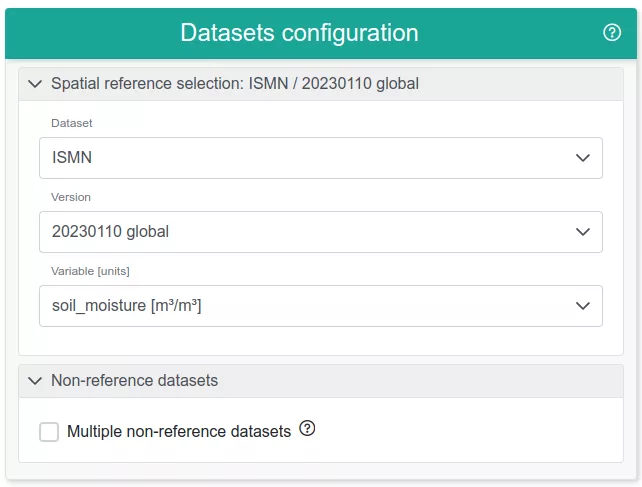 Datasets configuration
Spatial reference selection: ISMN / 20230110 global
Dataset
ISMN
Version
20230110 global
Variable [units]
soil_moisture [m³/m³]
Non-reference datasets
Multiple non-reference datasets